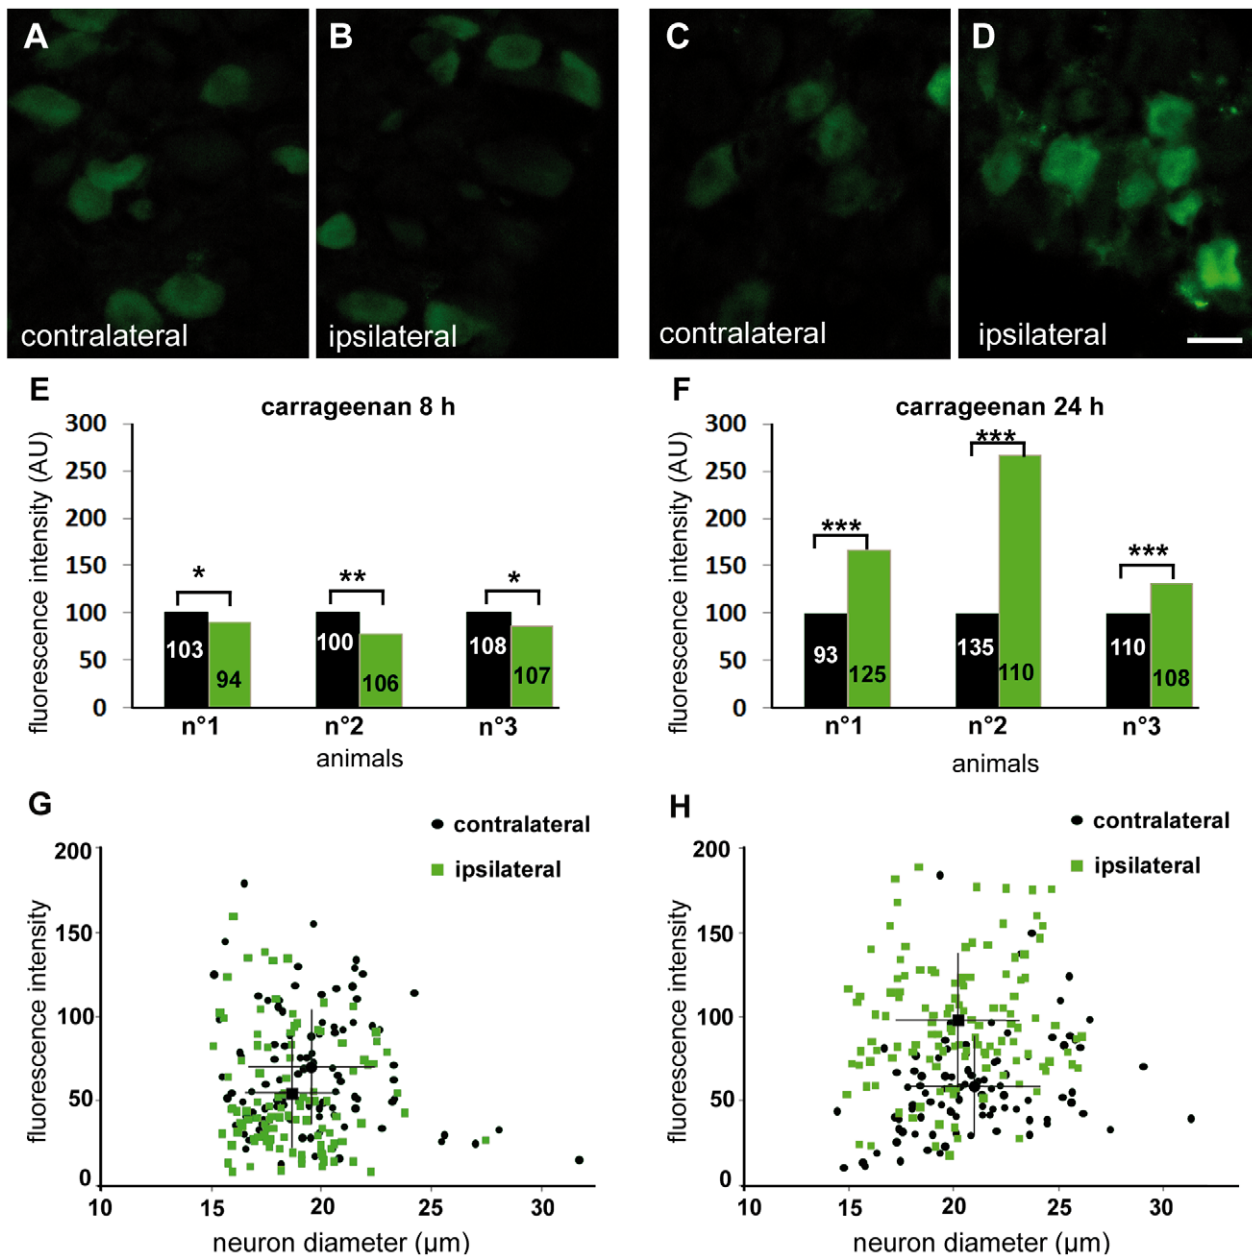 A
B
C
D
contralateral
ipsilateral
contralateral
ipsilateral
E
carrageenan 8 h
fluorescence intensity (AU)
300
250
200
150
100
50
0
*
**
*
103
94
100
106
108
107
n°1
n°2
n°3
animals
F
carrageenan 24 h
fluorescence intensity (AU)
300
250
200
150
100
50
0
***
***
***
93
125
135
110
110
108
n°1
n°2
n°3
animals
G
contralateral
ipsilateral
fluorescence intensity
200
150
100
50
0
10
15
20
25
30
neuron diameter (µm)
H
contralateral
ipsilateral
fluorescence intensity
200
150
100
50
0
10
15
20
25
30
neuron diameter (µm)